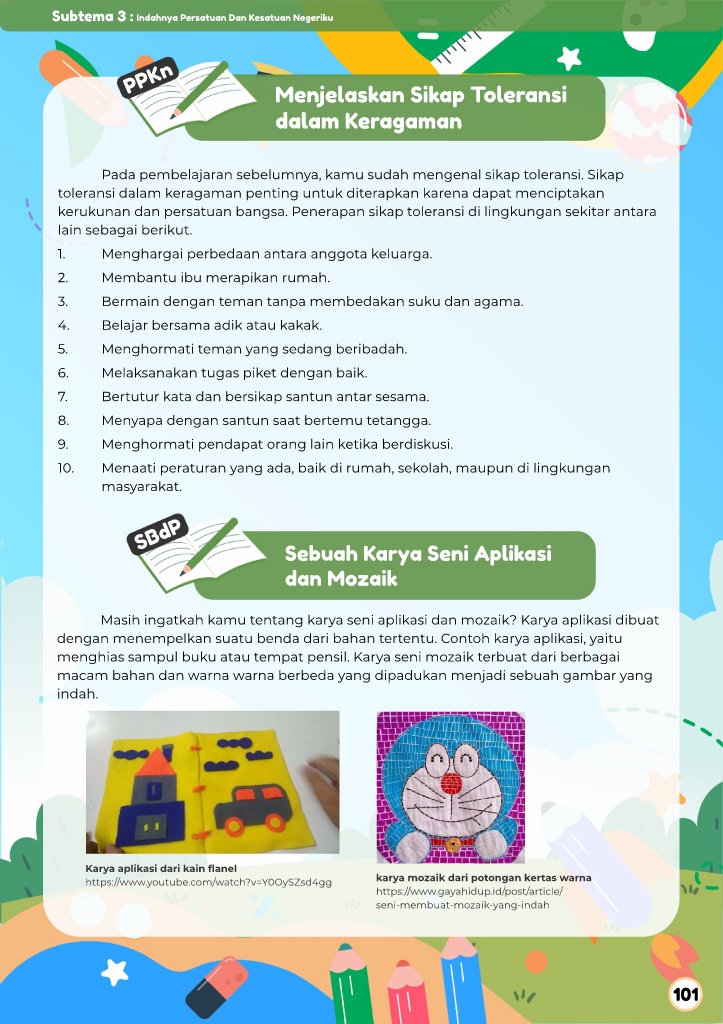 Subtema 3 : Indahnya Persatuan Dan Kesatuan Negeriku
PPKn
Menjelaskan Sikap Toleransi
dalam Keragaman
Pada pembelajaran sebelumnya, kamu sudah mengenal sikap toleransi. Sikap
toleransi dalam keragaman penting untuk diterapkan karena dapat menciptakan
kerukunan dan persatuan bangsa. Penerapan sikap toleransi di lingkungan sekitar antara
lain sebagai berikut.
1. Menghargai perbedaan antara anggota keluarga.
2. Membantu ibu merapikan rumah.
3. Bermain dengan teman tanpa membedakan suku dan agama.
4. Belajar bersama adik atau kakak.
5. Menghormati teman yang sedang beribadah.
6. Melaksanakan tugas piket dengan baik.
7. Bertutur kata dan bersikap santun antar sesama.
8. Menyapa dengan santun saat bertemu tetangga.
9. Menghormati pendapat orang lain ketika berdiskusi.
10. Menaati peraturan yang ada, baik di rumah, sekolah, maupun di lingkungan
masyarakat.
SBdP
Sebuah Karya Seni Aplikasi
dan Mozaik
Masih ingatkah kamu tentang karya seni aplikasi dan mozaik? Karya aplikasi dibuat
dengan menempelkan suatu benda dari bahan tertentu. Contoh karya aplikasi, yaitu
menghias sampul buku atau tempat pensil. Karya seni mozaik terbuat dari berbagai
macam bahan dan warna warna berbeda yang dipadukan menjadi sebuah gambar yang
indah.
Karya aplikasi dari kain flanel
https://www.youtube.com/watch?v=Y0OySZsd4gg
karya mozaik dari potongan kertas warna
https://www.gayahidup.id/post/article/
seni-membuat-mozaik-yang-indah
101